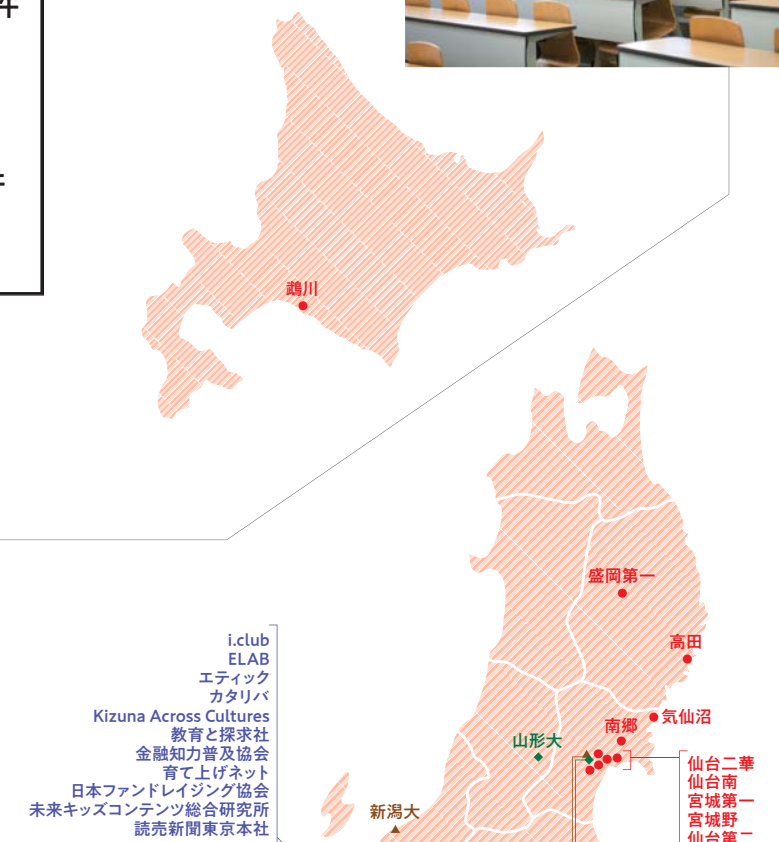 鵡川
盛岡第一
高田
気仙沼
南郷
山形大
新潟大
i.club
ELAB
エティック
カタリバ
Kizuna Across Cultures
教育と探求社
金融知力普及協会
育て上げネット
日本ファンドレイジング協会
未来キッズコンテンツ総合研究所
読売新聞東京本社
仙台二華
仙台南
宮城第一
宮城野
仙台第二